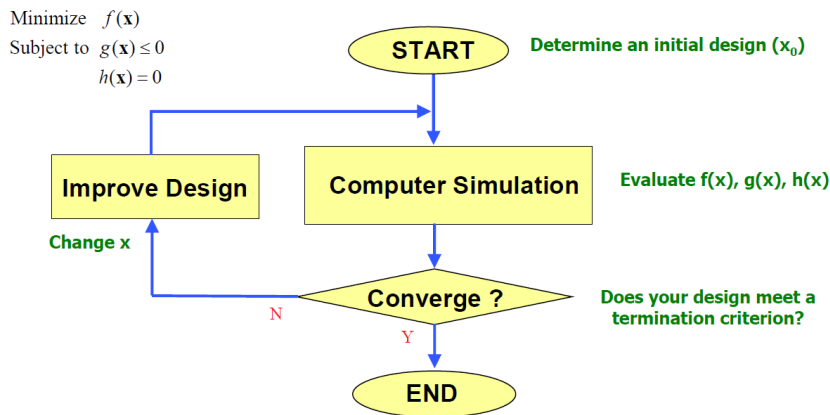 Minimize f(x)
Subject to g(x) ≤ 0
h(x) = 0
START
Determine an initial design (x₀)
Improve Design
Computer Simulation
Evaluate f(x), g(x), h(x)
Change x
Converge ?
N
Does your design meet a
termination criterion?
Y
END